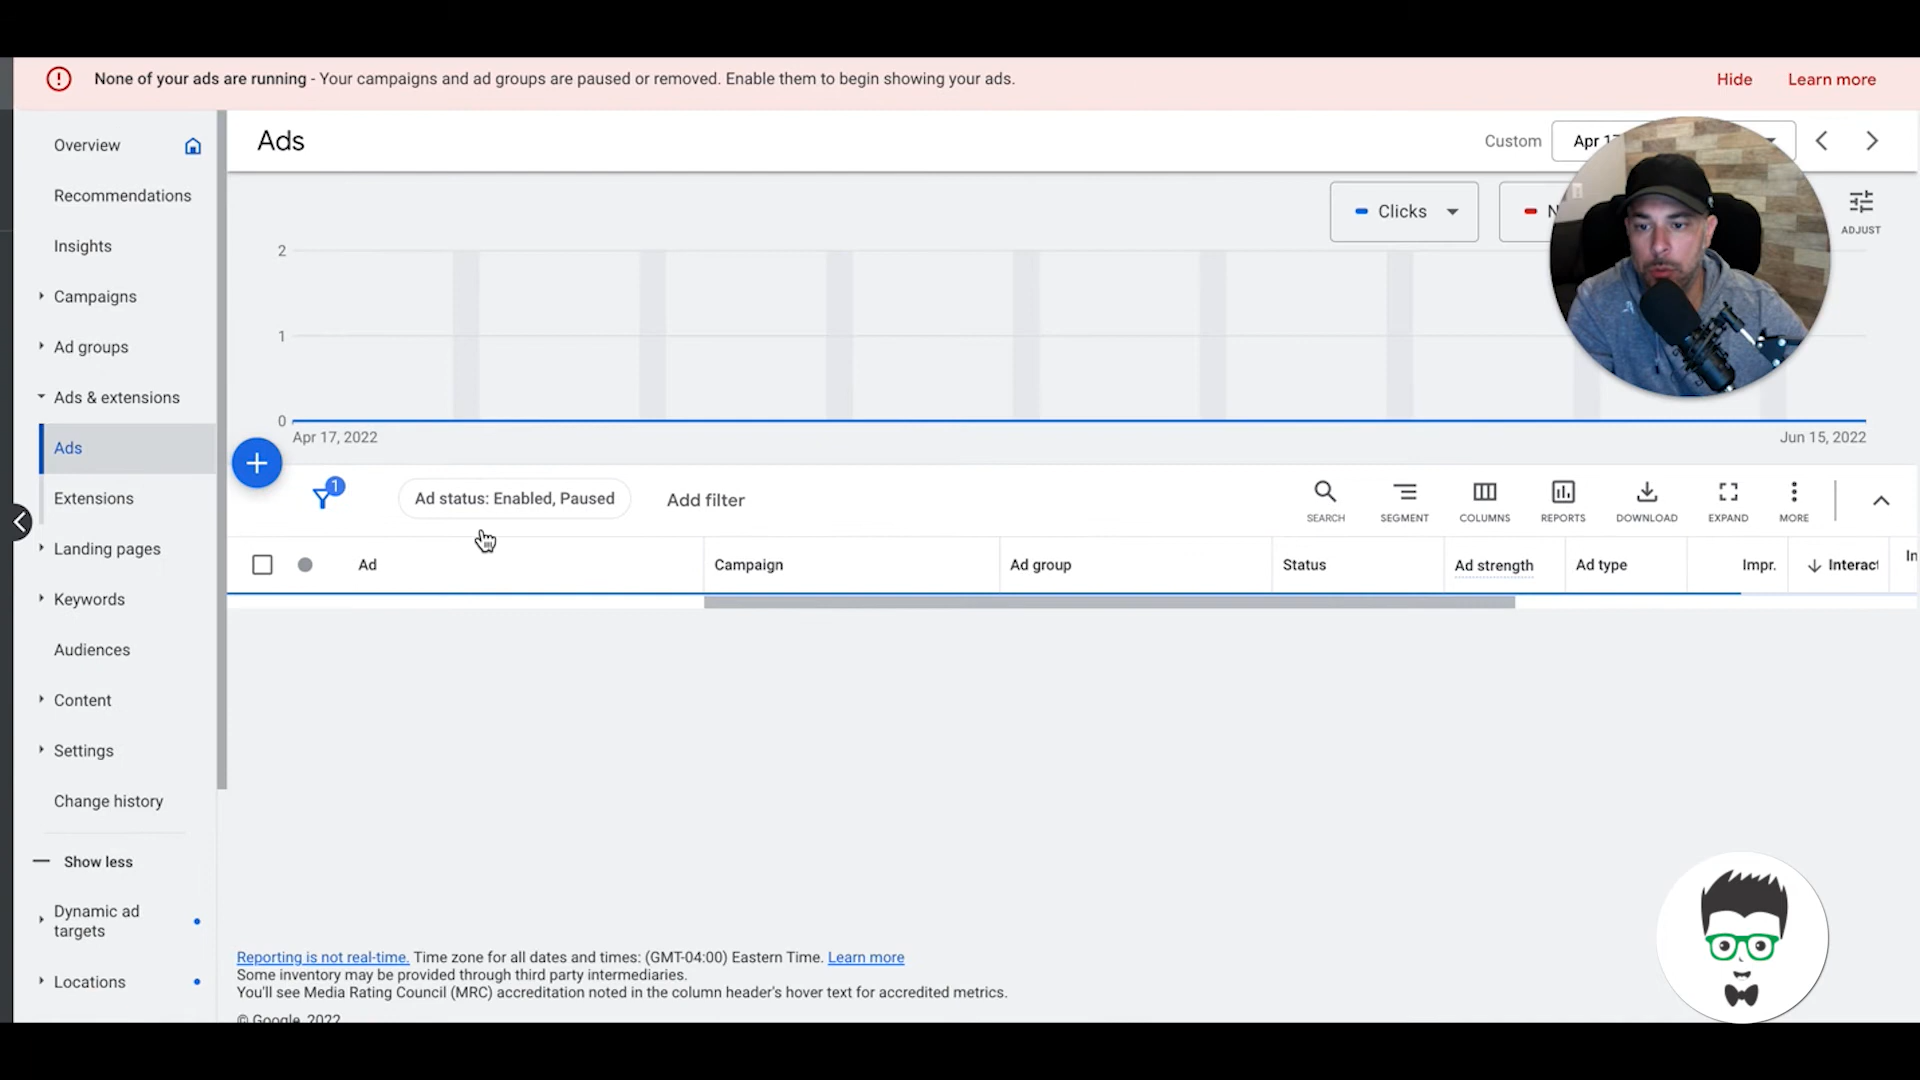 None of your ads are running - Your campaigns and ad groups are paused or removed. Enable them to begin showing your ads.
Hide
Learn more
Overview
Recommendations
Insights
Campaigns
Ad groups
Ads & extensions
Ads
Extensions
Landing pages
Keywords
Audiences
Content
Settings
Change history
Show less
Dynamic ad
targets
Locations
Ads
Custom
Apr 17
Clicks
ADJUST
2
1
0
Apr 17, 2022
Jun 15, 2022
1
Ad status: Enabled, Paused
Add filter
SEARCH
SEGMENT
COLUMNS
REPORTS
DOWNLOAD
EXPAND
MORE
Ad
Campaign
Ad group
Status
Ad strength
Ad type
Impr.
Interact
In
Reporting is not real-time. Time zone for all dates and times: (GMT-04:00) Eastern Time. Learn more
Some inventory may be provided through third party intermediaries.
You'll see Media Rating Council (MRC) accreditation noted in the column header's hover text for accredited metrics.
© Google, 2022